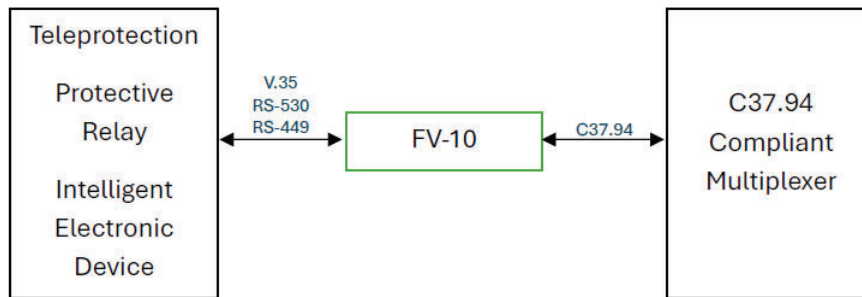 Teleprotection
Protective
Relay
Intelligent
Electronic
Device
V.35
RS-530
RS-449
FV-10
C37.94
C37.94
Compliant
Multiplexer